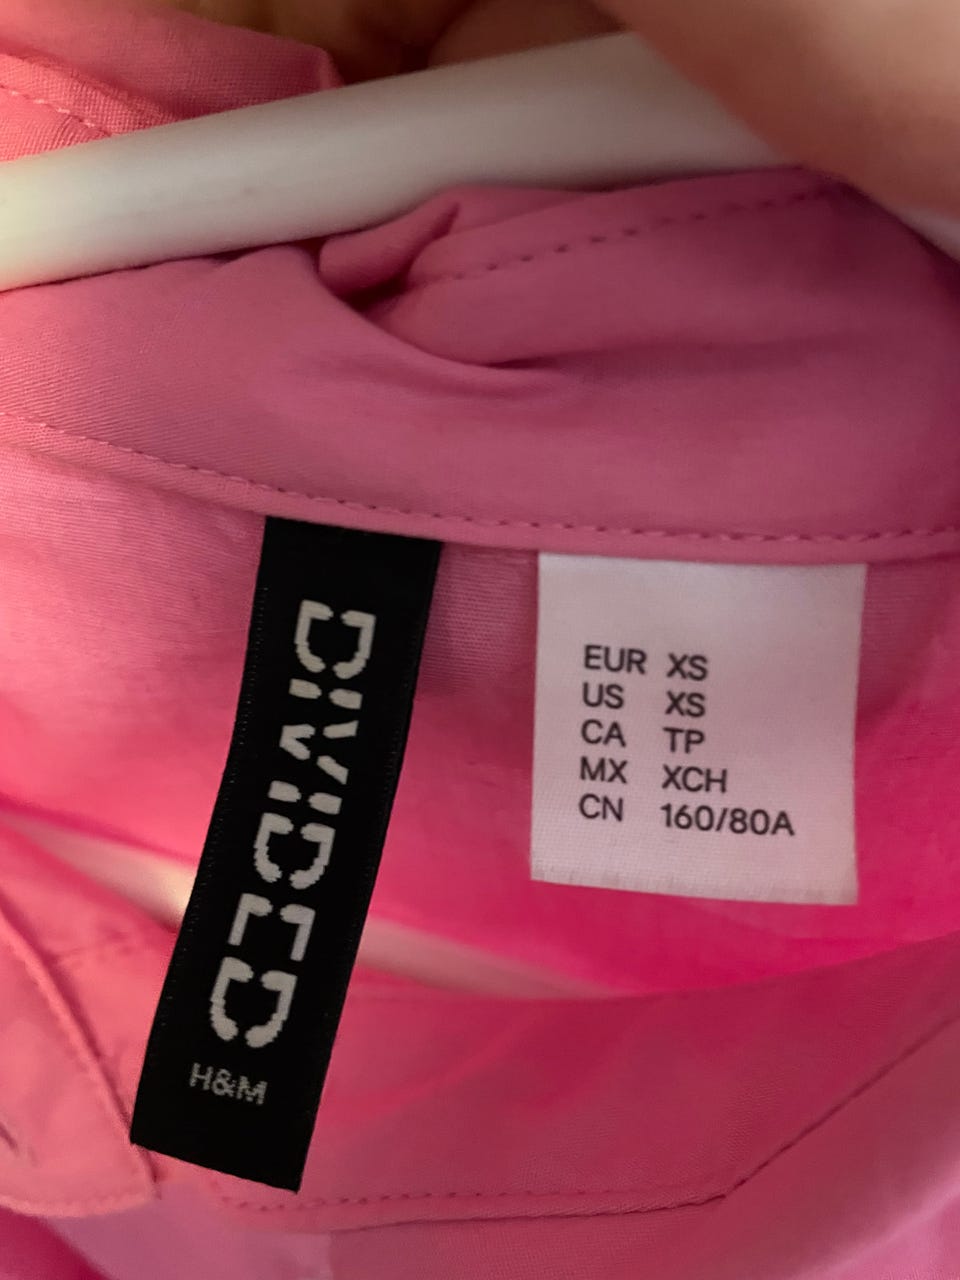 DIVIDED
H&M
EUR XS
US XS
CA TP
MX XCH
CN 160/80A